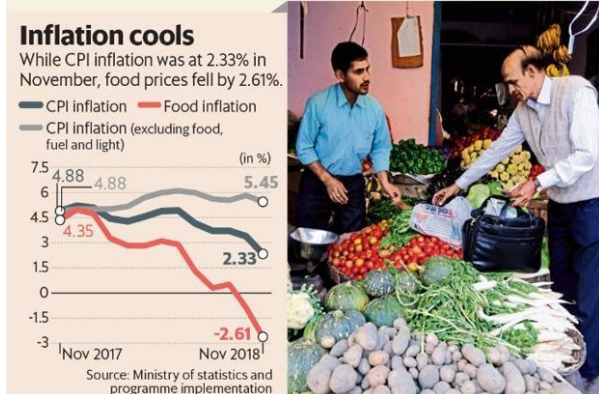 Inflation cools
While CPI inflation was at 2.33% in
November, food prices fell by 2.61%.
CPI inflation Food inflation
CPI inflation (excluding food,
fuel and light)
(in %)
7.5
6
4.5
3
1.5
0
-1.5
-3
4.88
4.88
5.45
4.35
2.33
-2.61
Nov 2017 Nov 2018
Source: Ministry of statistics and
programme implementation